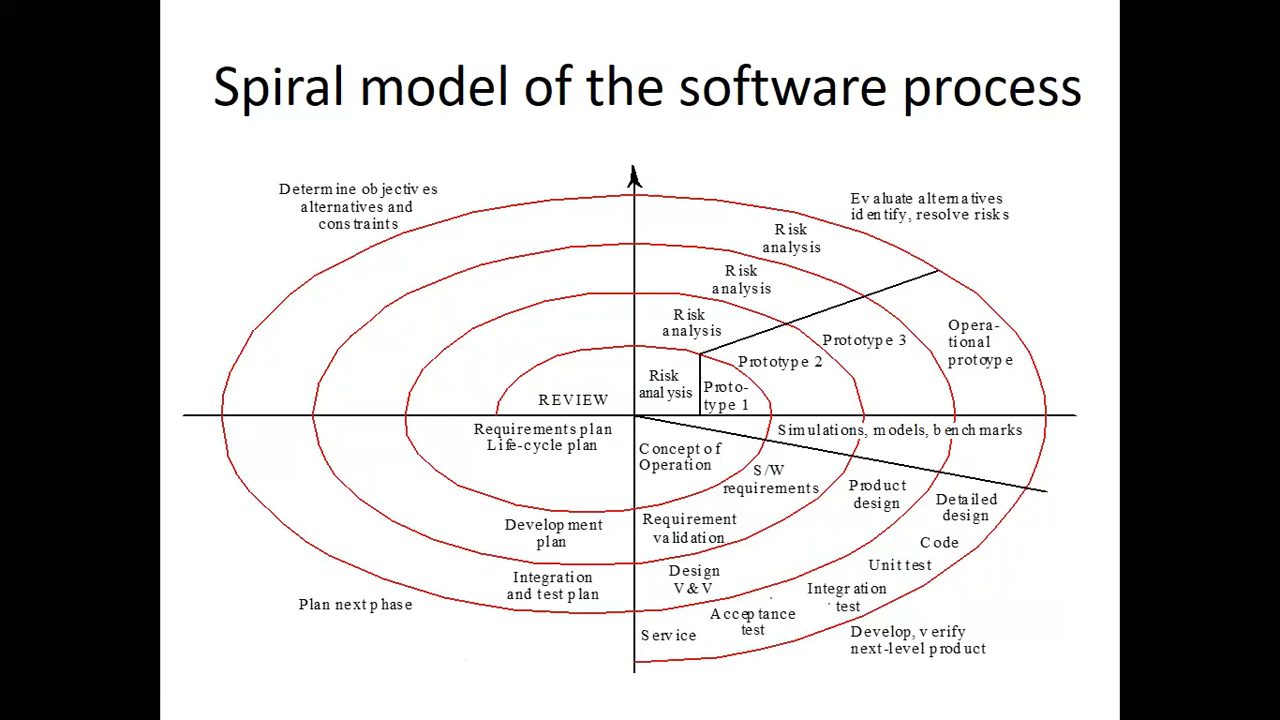 Spiral model of the software process
Determine objectives
alternatives and
constraints
Evaluate alternatives
identify, resolve risks
Risk
analysis
Risk
analysis
Risk
analysis
Risk
analysis
Proto-
type 1
Prototype 2
Prototype 3
Opera-
tional
protoype
REVIEW
Requirements plan
Life-cycle plan
Simulations, models, benchmarks
Concept of
Operation
S/W
requirements
Product
design
Detailed
design
Requirement
validation
Code
Development
plan
Unit test
Design
V&V
Integration
and test plan
Integration
test
Acceptance
test
Service
Plan next phase
Develop, verify
next-level product